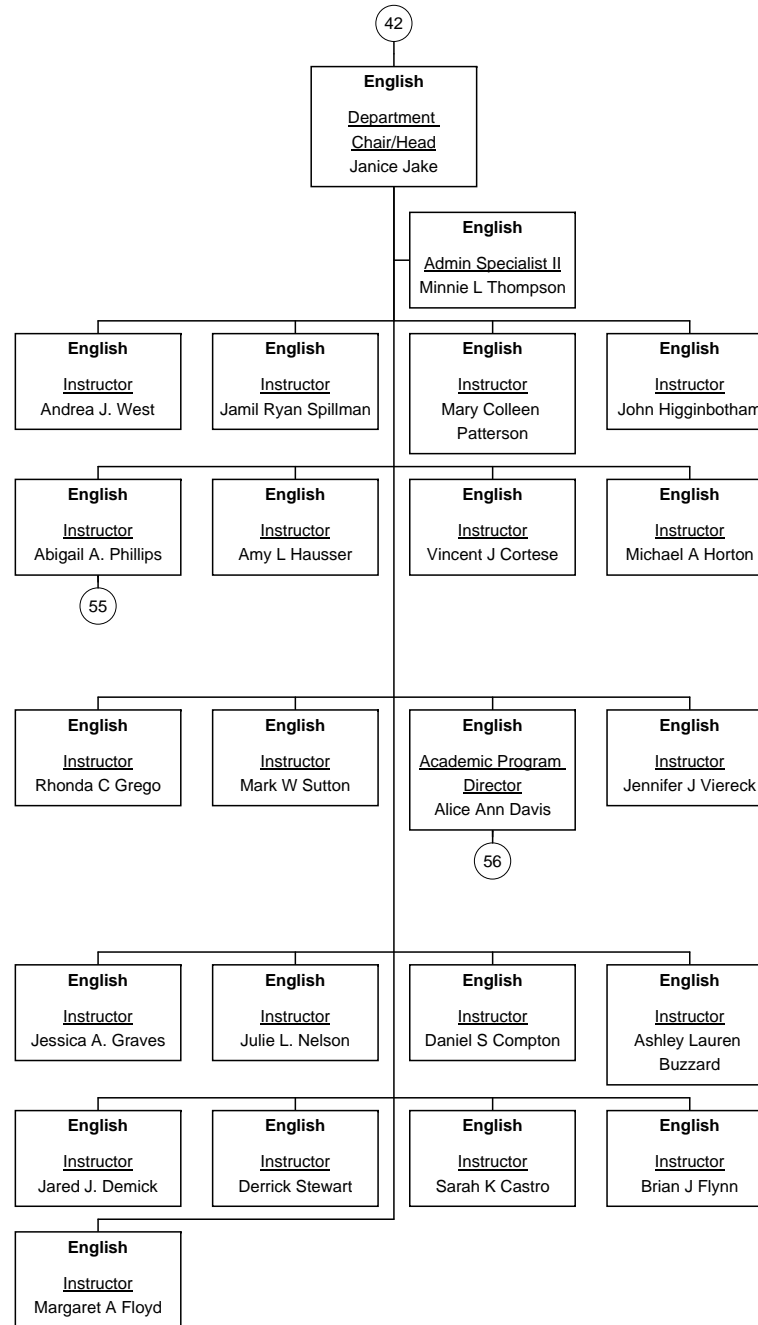 42
English
Department
Chair/Head
Janice Jake
English
Admin Specialist II
Minnie L Thompson
English
Instructor
Andrea J. West
English
Instructor
Jamil Ryan Spillman
English
Instructor
Mary Colleen
Patterson
English
Instructor
John Higginbotham
English
Instructor
Abigail A. Phillips
55
English
Instructor
Amy L Hausser
English
Instructor
Vincent J Cortese
English
Instructor
Michael A Horton
English
Instructor
Rhonda C Grego
English
Instructor
Mark W Sutton
English
Academic Program
Director
Alice Ann Davis
56
English
Instructor
Jennifer J Viereck
English
Instructor
Jessica A. Graves
English
Instructor
Julie L. Nelson
English
Instructor
Daniel S Compton
English
Instructor
Ashley Lauren
Buzzard
English
Instructor
Jared J. Demick
English
Instructor
Derrick Stewart
English
Instructor
Sarah K Castro
English
Instructor
Brian J Flynn
English
Instructor
Margaret A Floyd